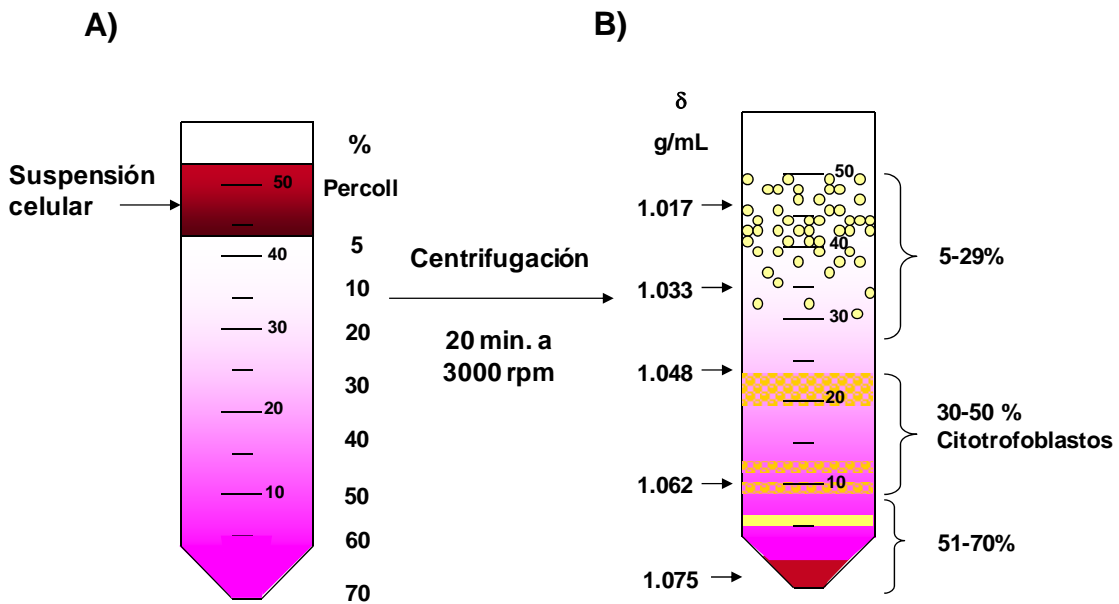 A)
Suspensión
celular
%
Percoll
50
40
30
20
10
5
10
20
30
40
50
60
70
Centrifugación
20 min. a
3000 rpm
B)
δ
g/mL
1.017
1.033
1.048
1.062
1.075
50
40
30
20
10
5-29%
30-50 %
Citotrofoblastos
51-70%